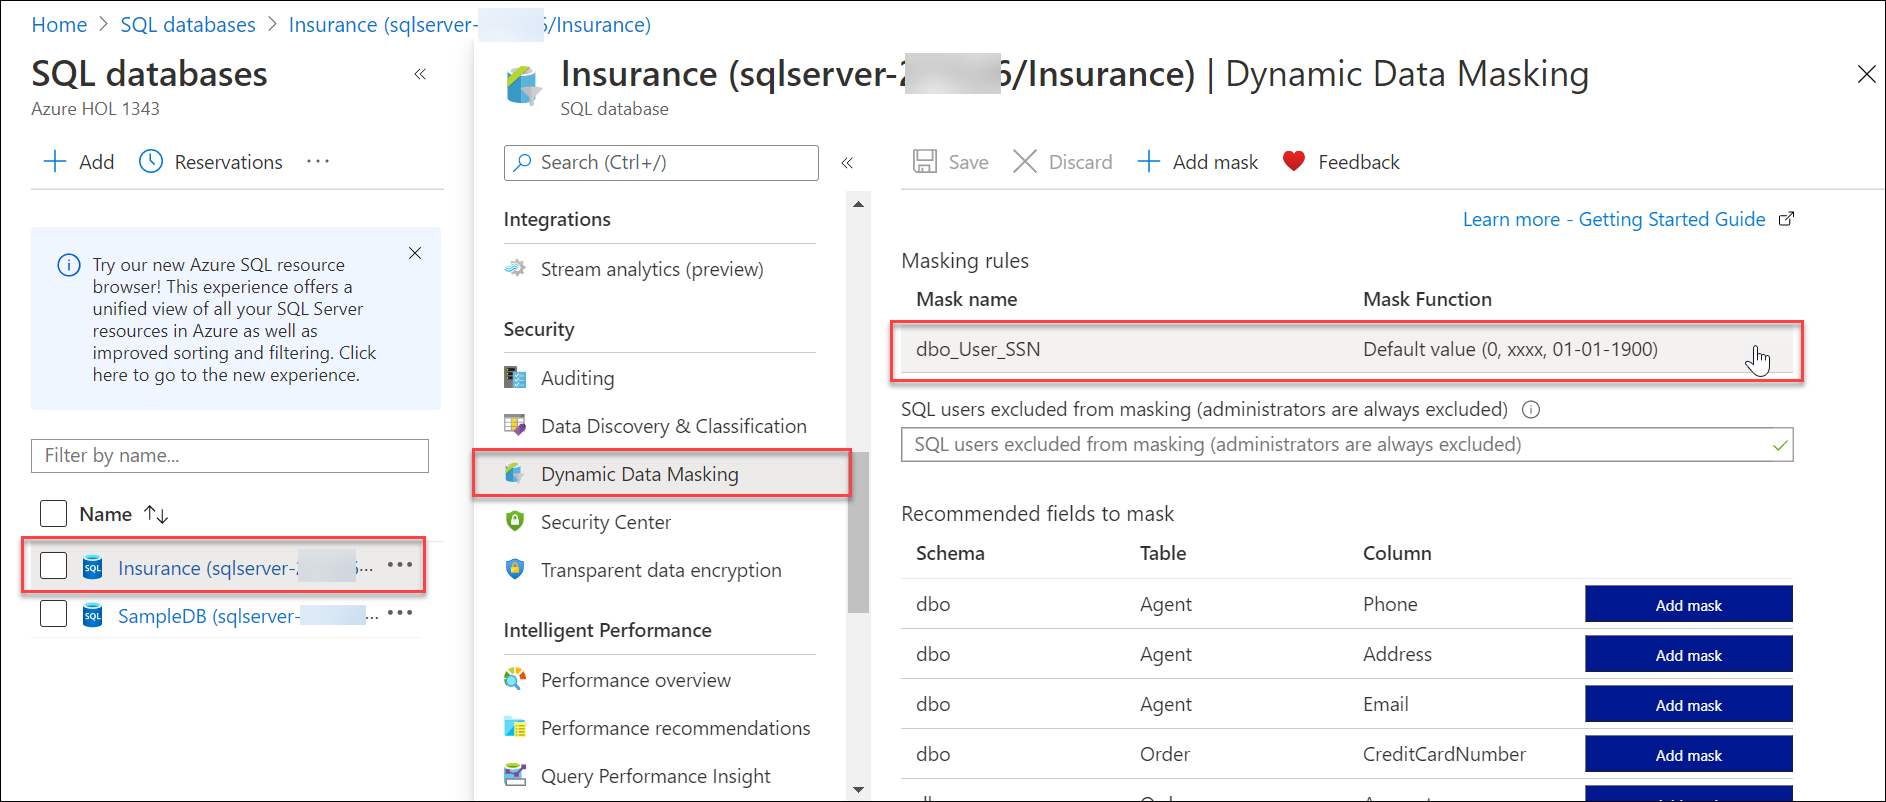 Home > SQL databases > Insurance (sqlserver- 6/Insurance)
SQL databases
Azure HOL 1343
«
Add
Reservations
...
Try our new Azure SQL resource
browser! This experience offers a
unified view of all your SQL Server
resources in Azure as well as
improved sorting and filtering. Click
here to go to the new experience.
Filter by name...
Name ↑↓
SQL Insurance (sqlserver- ...
SQL SampleDB (sqlserver- ...
Insurance (sqlserver- 6/Insurance) | Dynamic Data Masking
SQL database
Search (Ctrl+/)
«
Integrations
Stream analytics (preview)
Security
Auditing
Data Discovery & Classification
Dynamic Data Masking
Security Center
Transparent data encryption
Intelligent Performance
Performance overview
Performance recommendations
Query Performance Insight
Save
Discard
Add mask
Feedback
Learn more - Getting Started Guide
Masking rules
Mask name Mask Function
dbo_User_SSN Default value (0, xxxx, 01-01-1900)
SQL users excluded from masking (administrators are always excluded)
SQL users excluded from masking (administrators are always excluded)
Recommended fields to mask
Schema Table Column
dbo Agent Phone Add mask
dbo Agent Address Add mask
dbo Agent Email Add mask
dbo Order CreditCardNumber Add mask